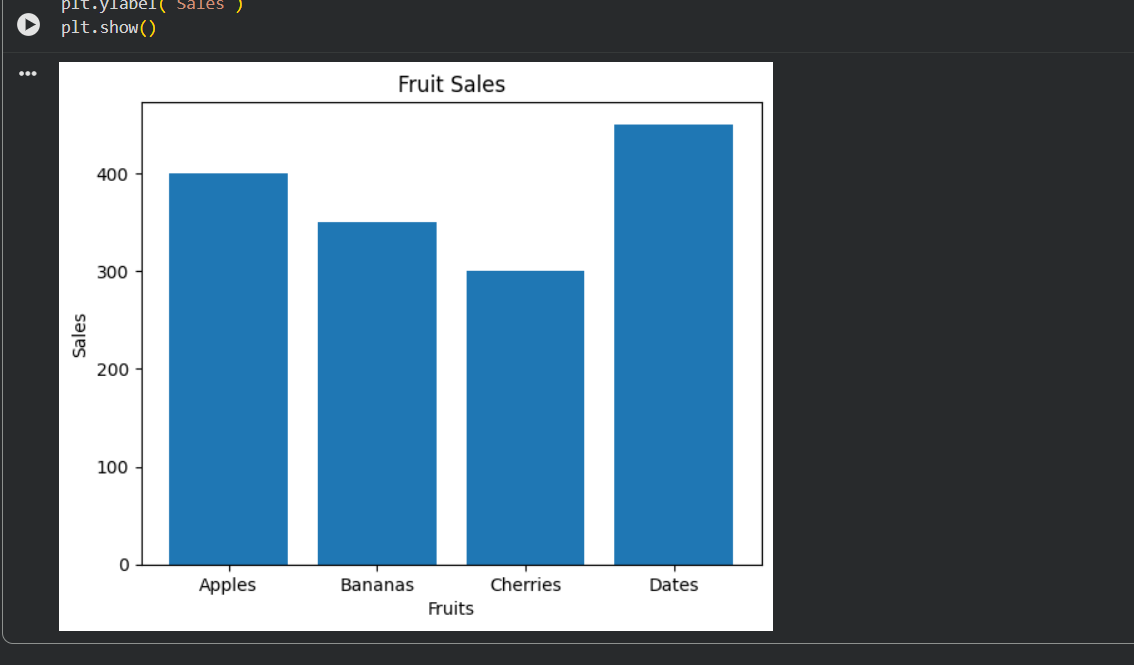 plt.ylabel('Sales')
plt.show()
Fruit Sales
400
300
200
100
0
Sales
Apples Bananas Cherries Dates
Fruits